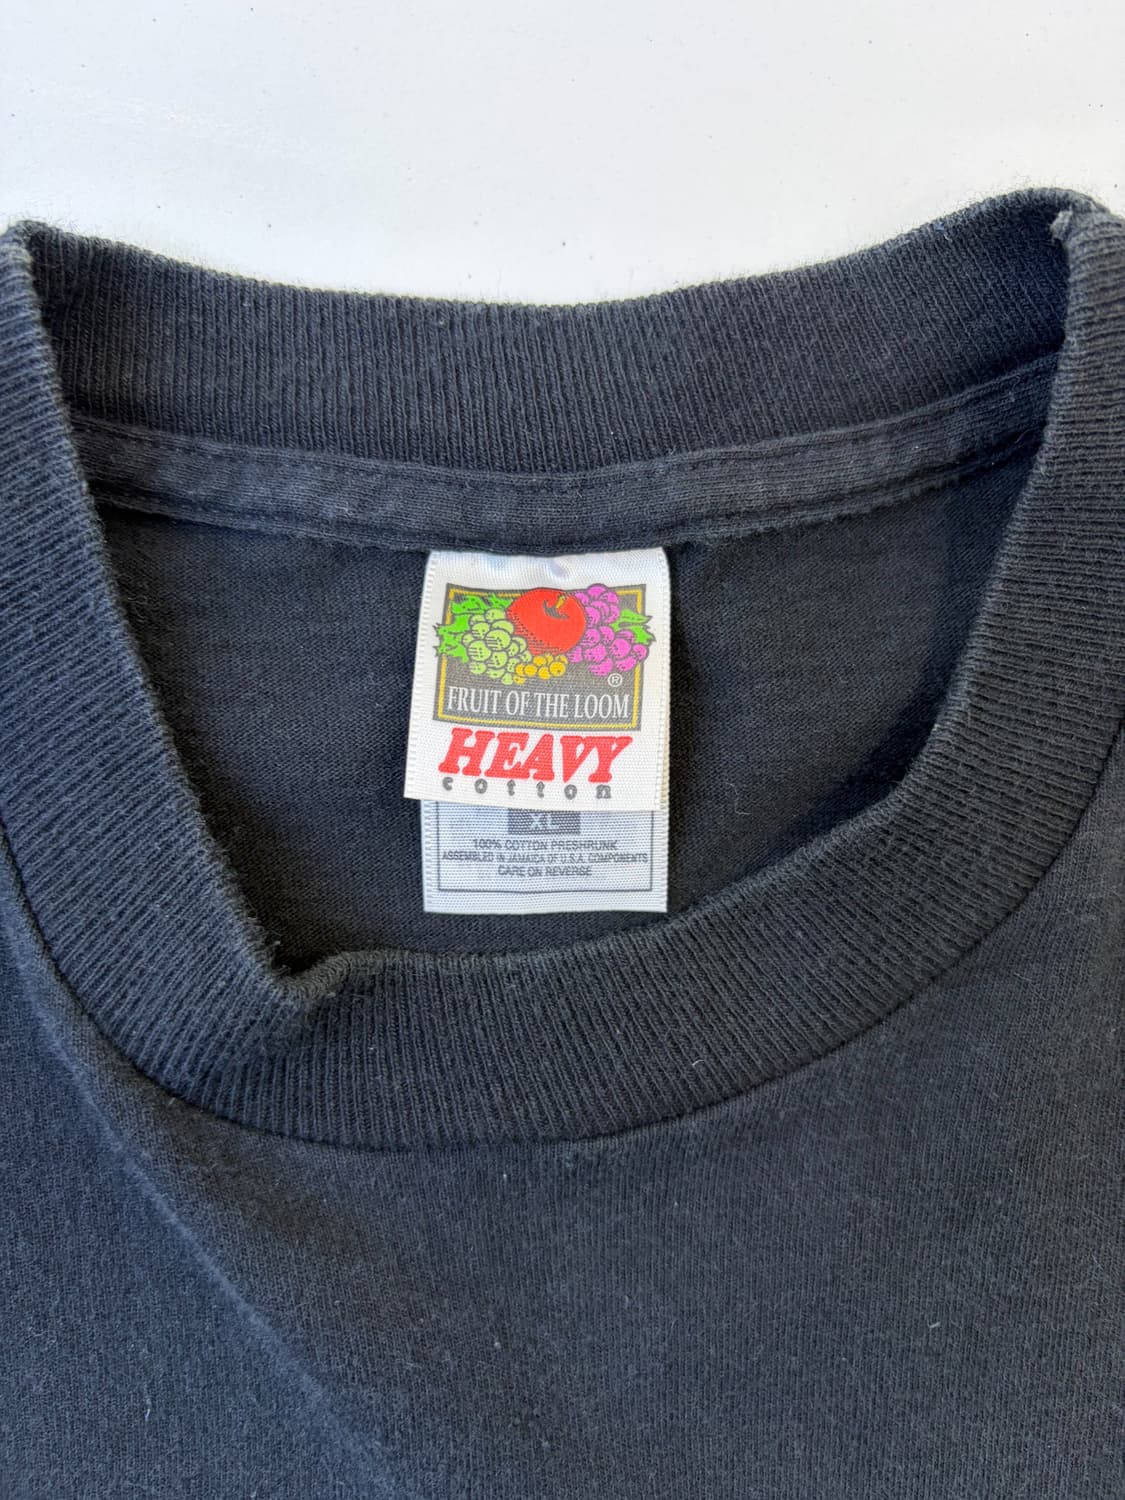 ®
FRUIT OF THE LOOM
HEAVY
cotton
XL
100% COTTON PRESHRUNK
ASSEMBLED IN JAMAICA OF U.S.A. COMPONENTS
CARE ON REVERSE